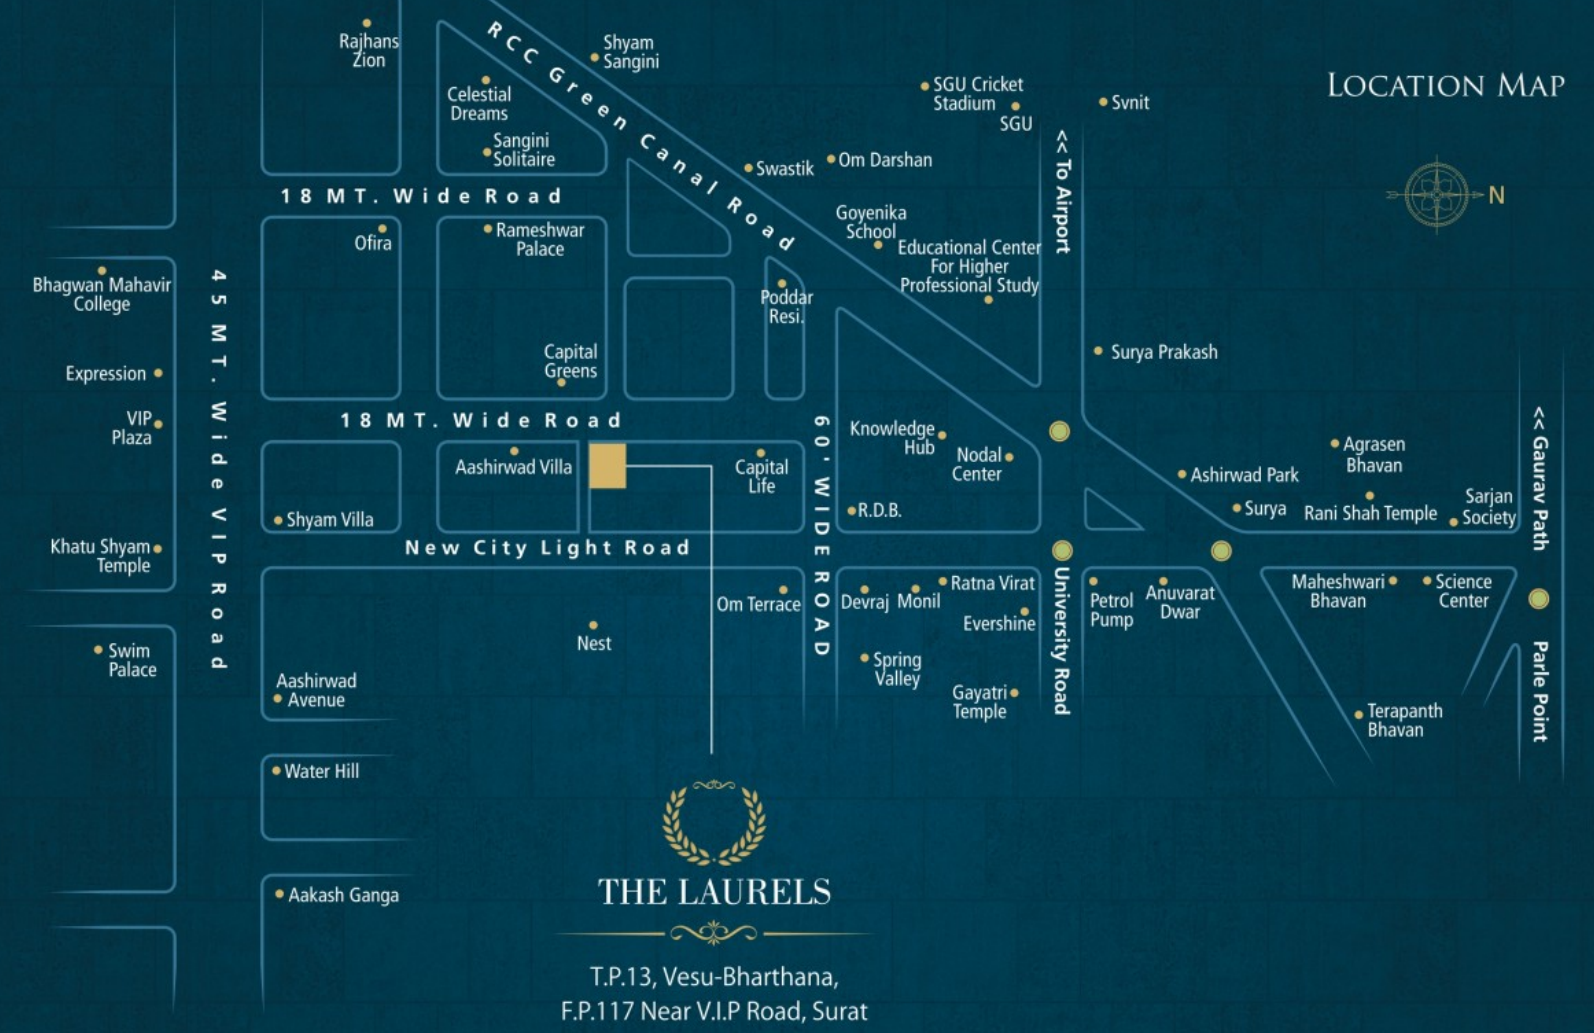 Location Map
N
Rajhans
Zion
RCC Green Canal Road
Shyam
Sangini
Celestial
Dreams
Sangini
Solitaire
SGU Cricket
Stadium
SGU
Svnit
<< To Airport
Swastik
Om Darshan
18 MT. Wide Road
Ofira
Rameshwar
Palace
Goyenika
School
Educational Center
For Higher
Professional Study
Bhagwan Mahavir
College
45 MT. Wide VIP Road
Poddar
Resi.
Capital
Greens
Surya Prakash
Expression
VIP
Plaza
18 MT. Wide Road
60' WIDE ROAD
Knowledge
Hub
Nodal
Center
<< Gaurav Path
Agrasen
Bhavan
Aashirwad Villa
Capital
Life
Ashirwad Park
Surya
Rani Shah Temple
Sarjan
Society
R.D.B.
Shyam Villa
Khatu Shyam
Temple
New City Light Road
University Road
Om Terrace
Devraj
Monil
Ratna Virat
Evershine
Petrol
Pump
Anuvarat
Dwar
Maheshwari
Bhavan
Science
Center
Parle Point
Swim
Palace
Nest
Spring
Valley
Gayatri
Temple
Aashirwad
Avenue
Terapanth
Bhavan
Water Hill
Aakash Ganga
THE LAURELS
T.P.13, Vesu-Bharthana,
F.P.117 Near V.I.P Road, Surat